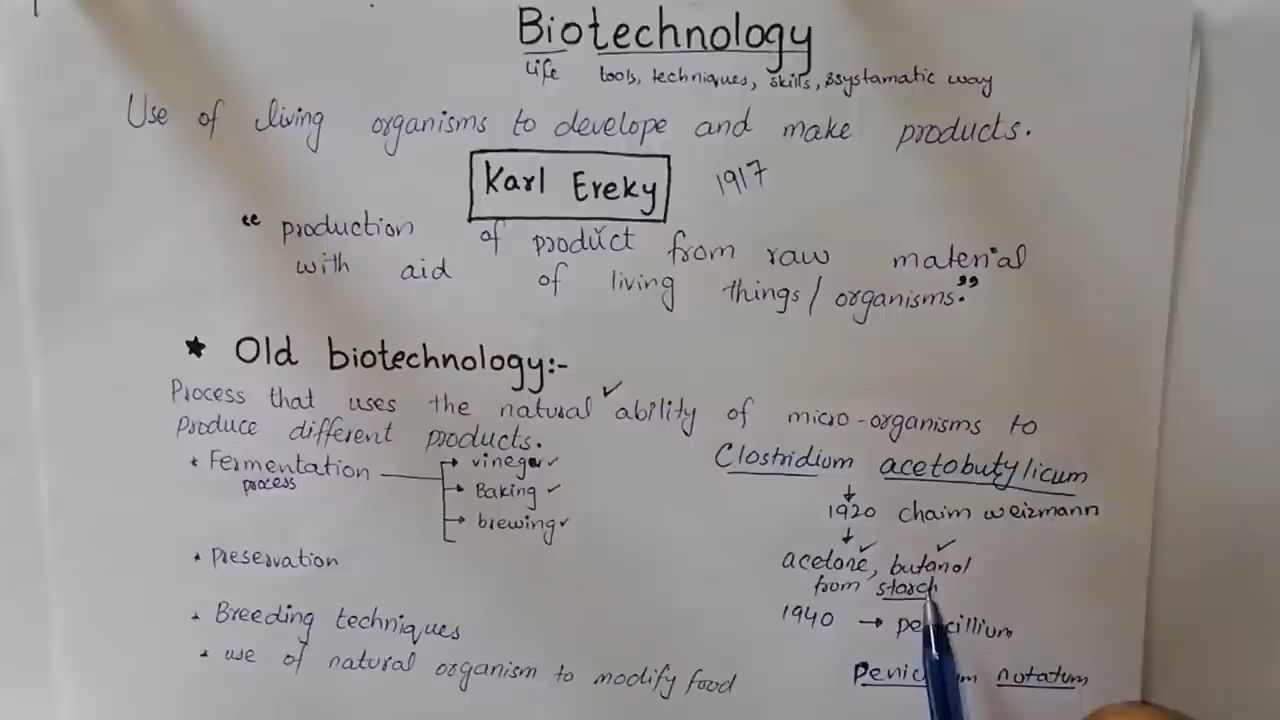 Biotechnology
Life tools, techniques, skills, systamatic way
Use of living organisms to develope and make products.
Karl Ereky 1917
" production of product from raw material
with aid of living things/organisms."
★ Old biotechnology:-
Process that uses the natural ✓ ability of micro-organisms to
Produce different products.
* Fermentation process
→ vinegar ✓
→ Baking ✓
→ brewing ✓
* Preservation
* Breeding techniques
* use of natural organism to modify food
Clostridium acetobutylicum
↓
1920 chaim weizmann
↓
acetone ✓, butanol ✓
from starch
1940 → penicillium
notatum